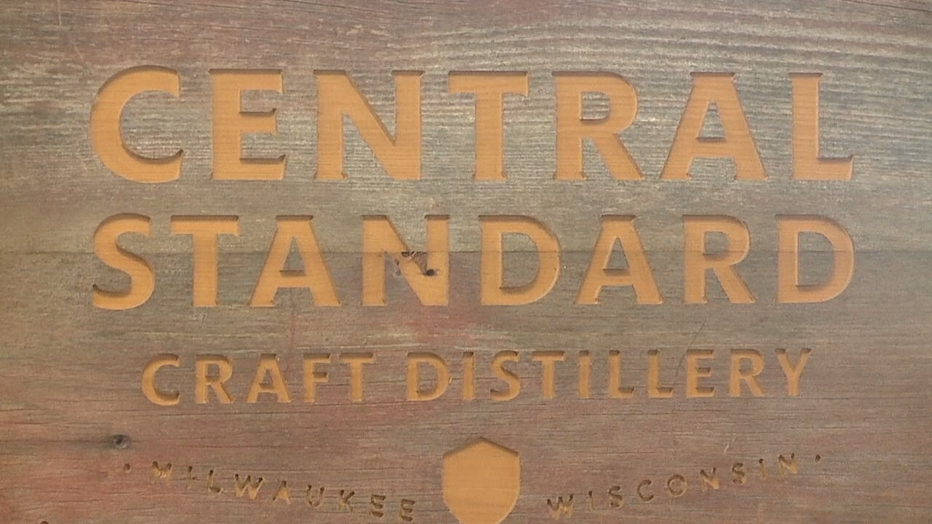 CENTRAL
STANDARD
CRAFT DISTILLERY
· MILWAUKEE WISCONSIN ·